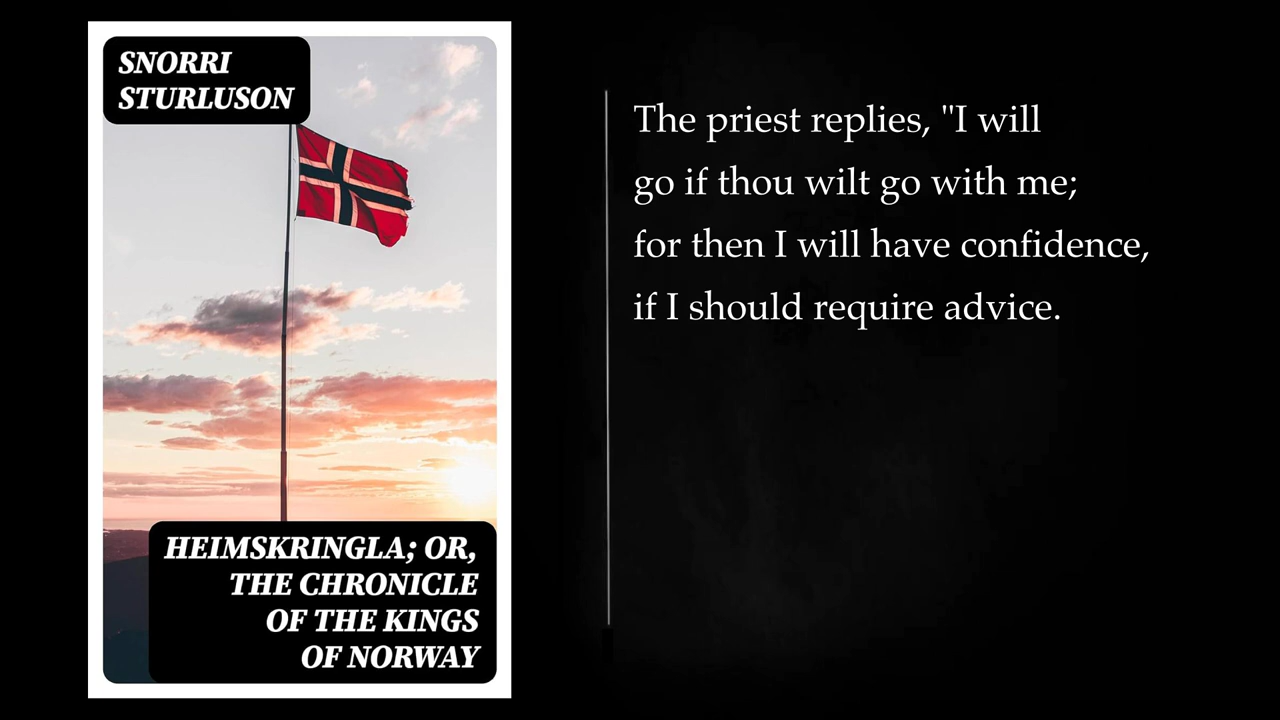 SNORRI
STURLUSON
HEIMSKRINGLA; OR,
THE CHRONICLE
OF THE KINGS
OF NORWAY
The priest replies, "I will
go if thou wilt go with me;
for then I will have confidence,
if I should require advice.